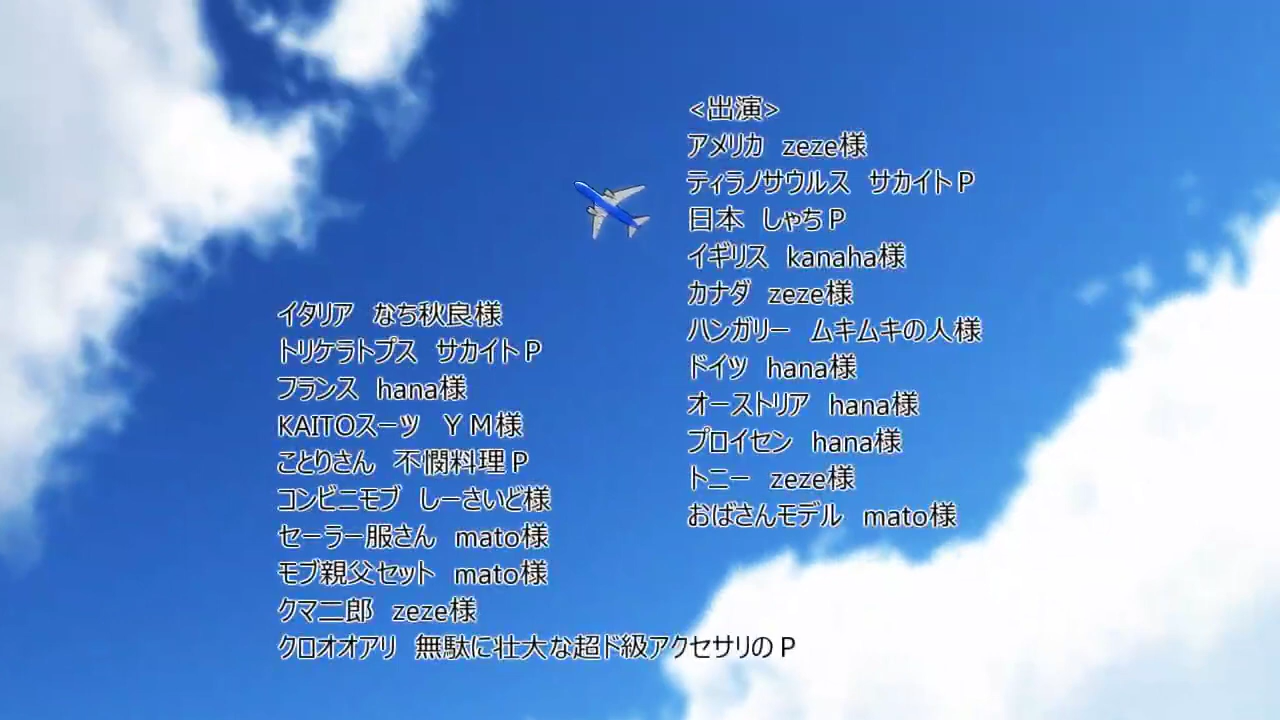 <出演>
アメリカ　zeze様
ティラノサウルス　サカイトＰ
日本　しゃちＰ
イギリス　kanaha様
カナダ　zeze様
ハンガリー　ムキムキの人様
ドイツ　hana様
オーストリア　hana様
プロイセン　hana様
トニー　zeze様
おばさんモデル　mato様
イタリア　なち秋良様
トリケラトプス　サカイトＰ
フランス　hana様
KAITOスーツ　ＹＭ様
ことりさん　不憫料理Ｐ
コンビニモブ　しーさいど様
セーラー服さん　mato様
モブ親父セット　mato様
クマ二郎　zeze様
クロオオアリ　無駄に壮大な超ド級アクセサリのＰ